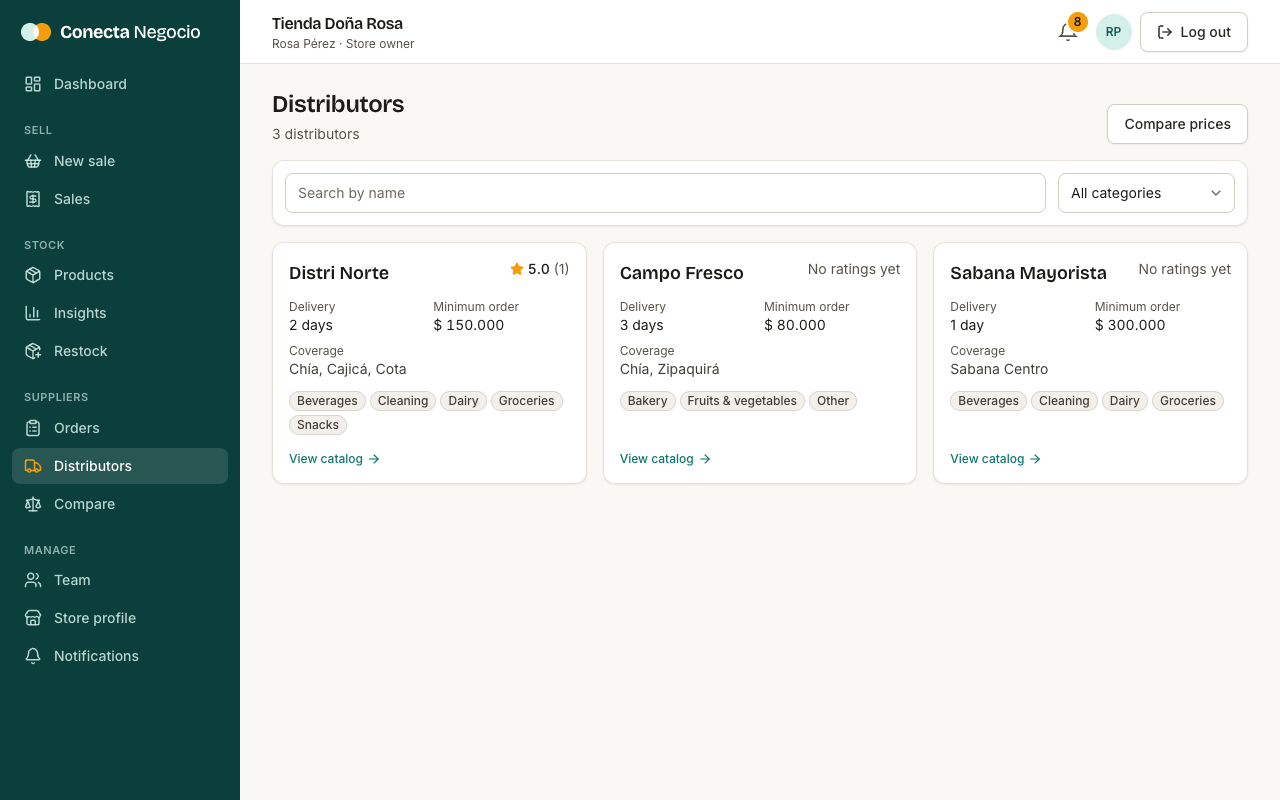 Conecta Negocio
Dashboard
SELL
New sale
Sales
STOCK
Products
Insights
Restock
SUPPLIERS
Orders
Distributors
Compare
MANAGE
Team
Store profile
Notifications
Tienda Doña Rosa
Rosa Pérez · Store owner
8
RP
Log out
Distributors
3 distributors
Compare prices
Search by name
All categories
Distri Norte
5.0 (1)
Delivery
Minimum order
2 days
$ 150.000
Coverage
Chía, Cajicá, Cota
Beverages Cleaning Dairy Groceries
Snacks
View catalog →
Campo Fresco
No ratings yet
Delivery
Minimum order
3 days
$ 80.000
Coverage
Chía, Zipaquirá
Bakery Fruits & vegetables Other
View catalog →
Sabana Mayorista
No ratings yet
Delivery
Minimum order
1 day
$ 300.000
Coverage
Sabana Centro
Beverages Cleaning Dairy Groceries
View catalog →